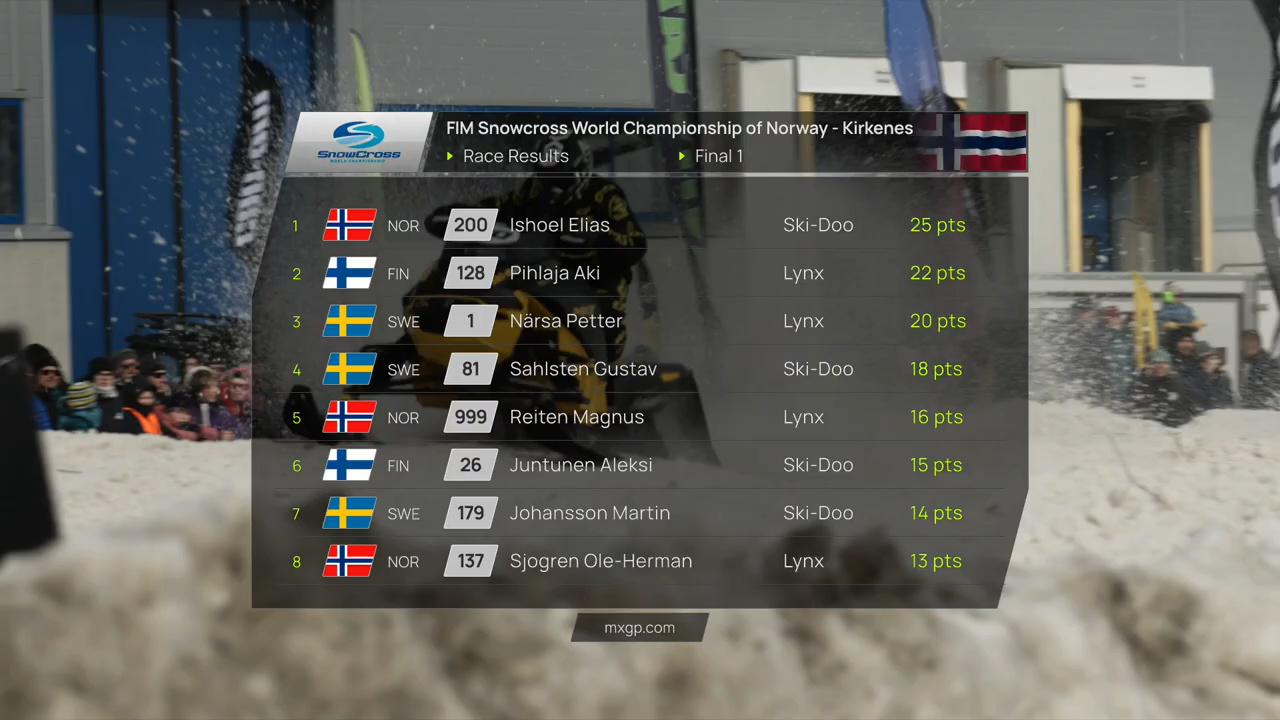 FIM Snowcross World Championship of Norway - Kirkenes
SnowCross
WORLD CHAMPIONSHIP
Race Results Final 1
1 NOR 200 Ishoel Elias Ski-Doo 25 pts
2 FIN 128 Pihlaja Aki Lynx 22 pts
3 SWE 1 Närsa Petter Lynx 20 pts
4 SWE 81 Sahlsten Gustav Ski-Doo 18 pts
5 NOR 999 Reiten Magnus Lynx 16 pts
6 FIN 26 Juntunen Aleksi Ski-Doo 15 pts
7 SWE 179 Johansson Martin Ski-Doo 14 pts
8 NOR 137 Sjogren Ole-Herman Lynx 13 pts
mxgp.com